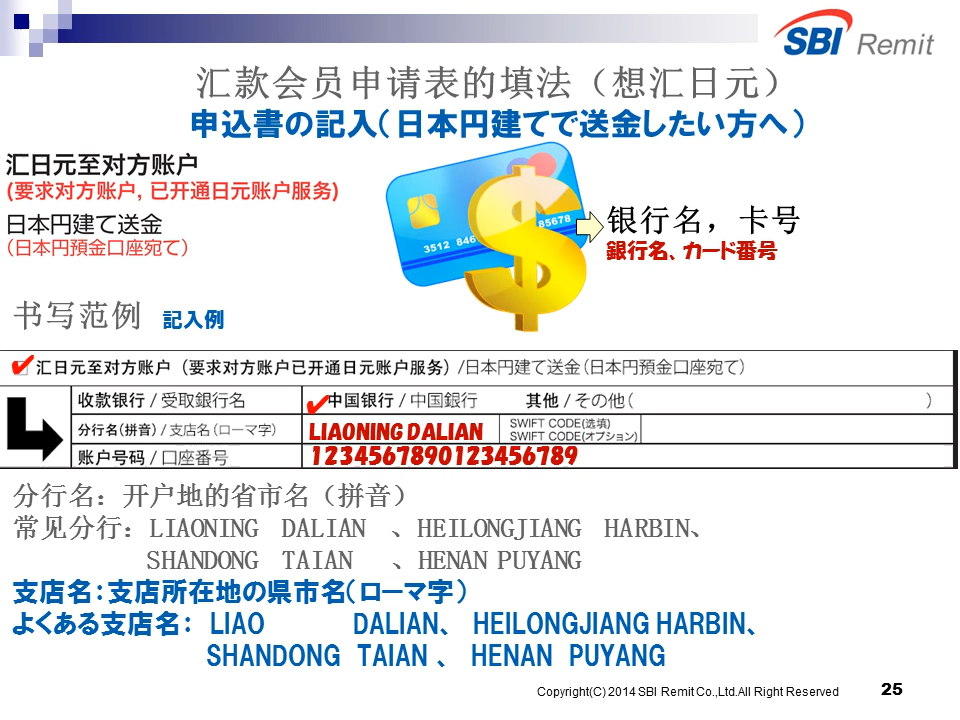 SBI Remit
汇款会员申请表的填法（想汇日元）
申込書の記入（日本円建てで送金したい方へ）
汇日元至对方账户
(要求对方账户, 已开通日元账户服务)
日本円建て送金
（日本円預金口座宛て）
3512 846 5678
银行名，卡号
銀行名、カード番号
书写范例 記入例
汇日元至对方账户（要求对方账户已开通日元账户服务）/日本円建て送金（日本円預金口座宛て）
收款银行 / 受取銀行名 中国银行 / 中国銀行 其他 / その他（ ）
分行名(拼音) / 支店名（ローマ字） LIAONING DALIAN SWIFT CODE(选填)
SWIFT CODE(オプション)
账户号码 / 口座番号 1234567890123456789
分行名：开户地的省市名（拼音）
常见分行：LIAONING DALIAN 、HEILONGJIANG HARBIN、
SHANDONG TAIAN 、HENAN PUYANG
支店名：支店所在地の県市名（ローマ字）
よくある支店名： LIAO DALIAN、 HEILONGJIANG HARBIN、
SHANDONG TAIAN 、 HENAN PUYANG
Copyright(C) 2014 SBI Remit Co.,Ltd.All Right Reserved 25